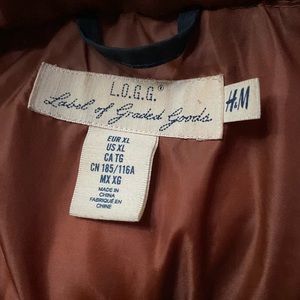 L.O.G.G.®
Label of Graded Goods
H&M
EUR XL
US XL
CA TG
CN 185/116A
MX XG
MADE IN
CHINA
FABRIQUÉ EN
CHINE